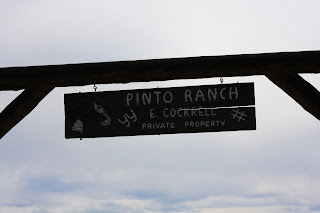 PINTO RANCH
E. COCKRELL
PRIVATE PROPERTY